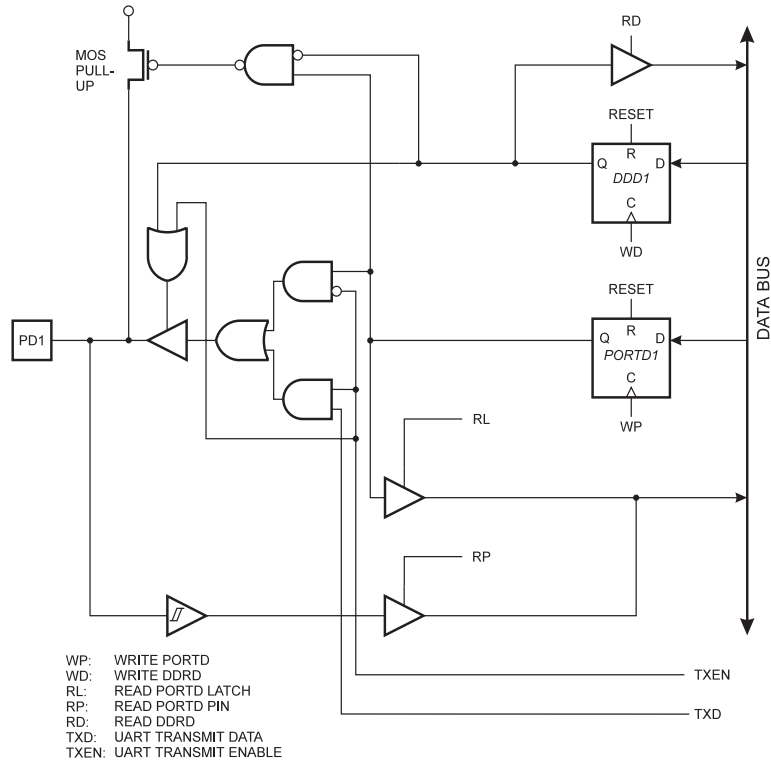 RD
MOS
PULL-
UP
RESET
R
Q
D
DDD1
C
WD
RESET
R
Q
D
PORTD1
C
WP
DATA BUS
PD1
RL
RP
WP: WRITE PORTD
WD: WRITE DDRD
RL: READ PORTD LATCH
RP: READ PORTD PIN
RD: READ DDRD
TXD: UART TRANSMIT DATA
TXEN: UART TRANSMIT ENABLE
TXEN
TXD